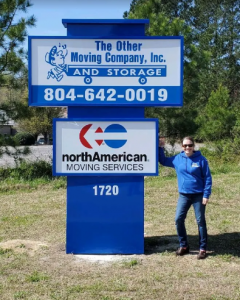 The Other
Moving Company, Inc.
AND STORAGE
804-642-0019
northAmerican
MOVING SERVICES
1720